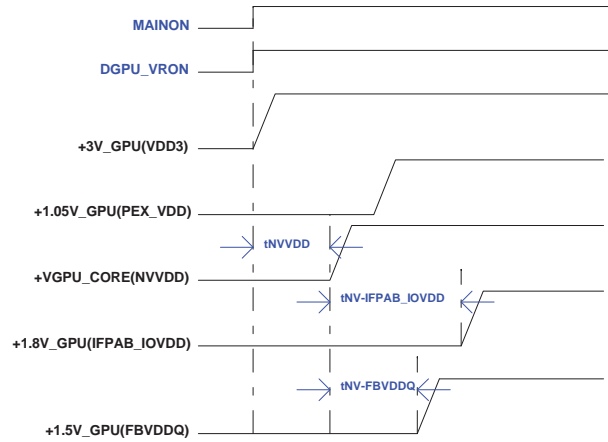 MAINON
DGPU_VRON
+3V_GPU(VDD3)
+1.05V_GPU(PEX_VDD)
tNVVDD
+VGPU_CORE(NVVDD)
tNV-IFPAB_IOVDD
+1.8V_GPU(IFPAB_IOVDD)
tNV-FBVDDQ
+1.5V_GPU(FBVDDQ)